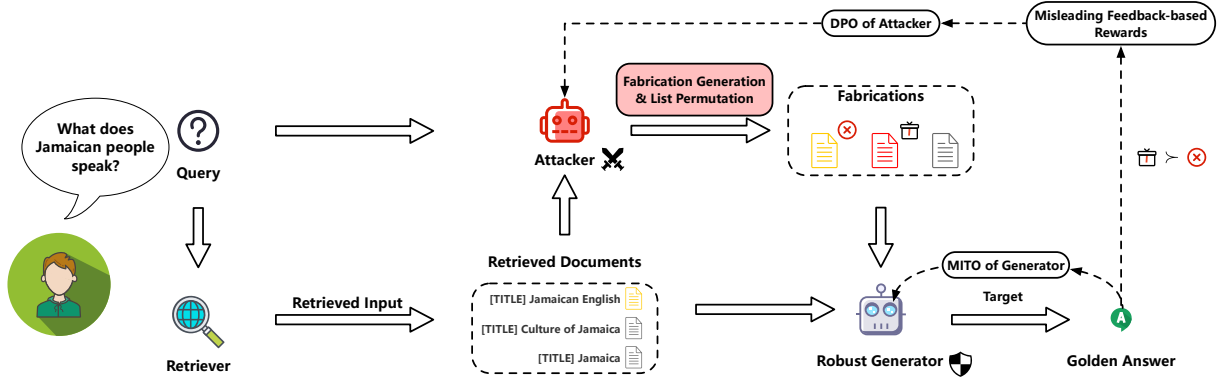 What does
Jamaican people
speak?
Query
Retriever
Retrieved Input
Retrieved Documents
[TITLE] Jamaican English
[TITLE] Culture of Jamaica
[TITLE] Jamaica
Attacker
Fabrication Generation
& List Permutation
Fabrications
DPO of Attacker
Misleading Feedback-based
Rewards
MITO of Generator
Target
Robust Generator
A
Golden Answer